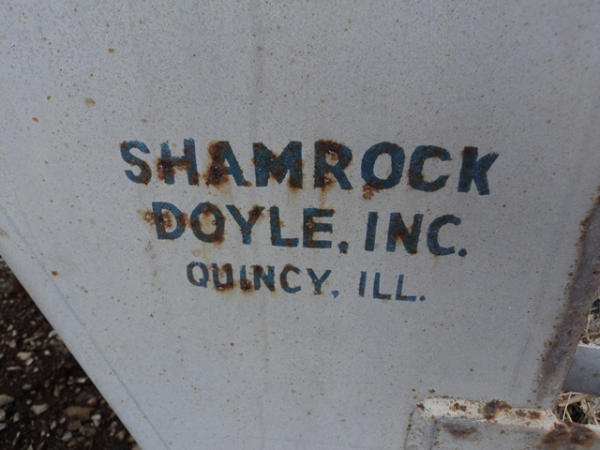 SHAMROCK
DOYLE, INC.
QUINCY, ILL.